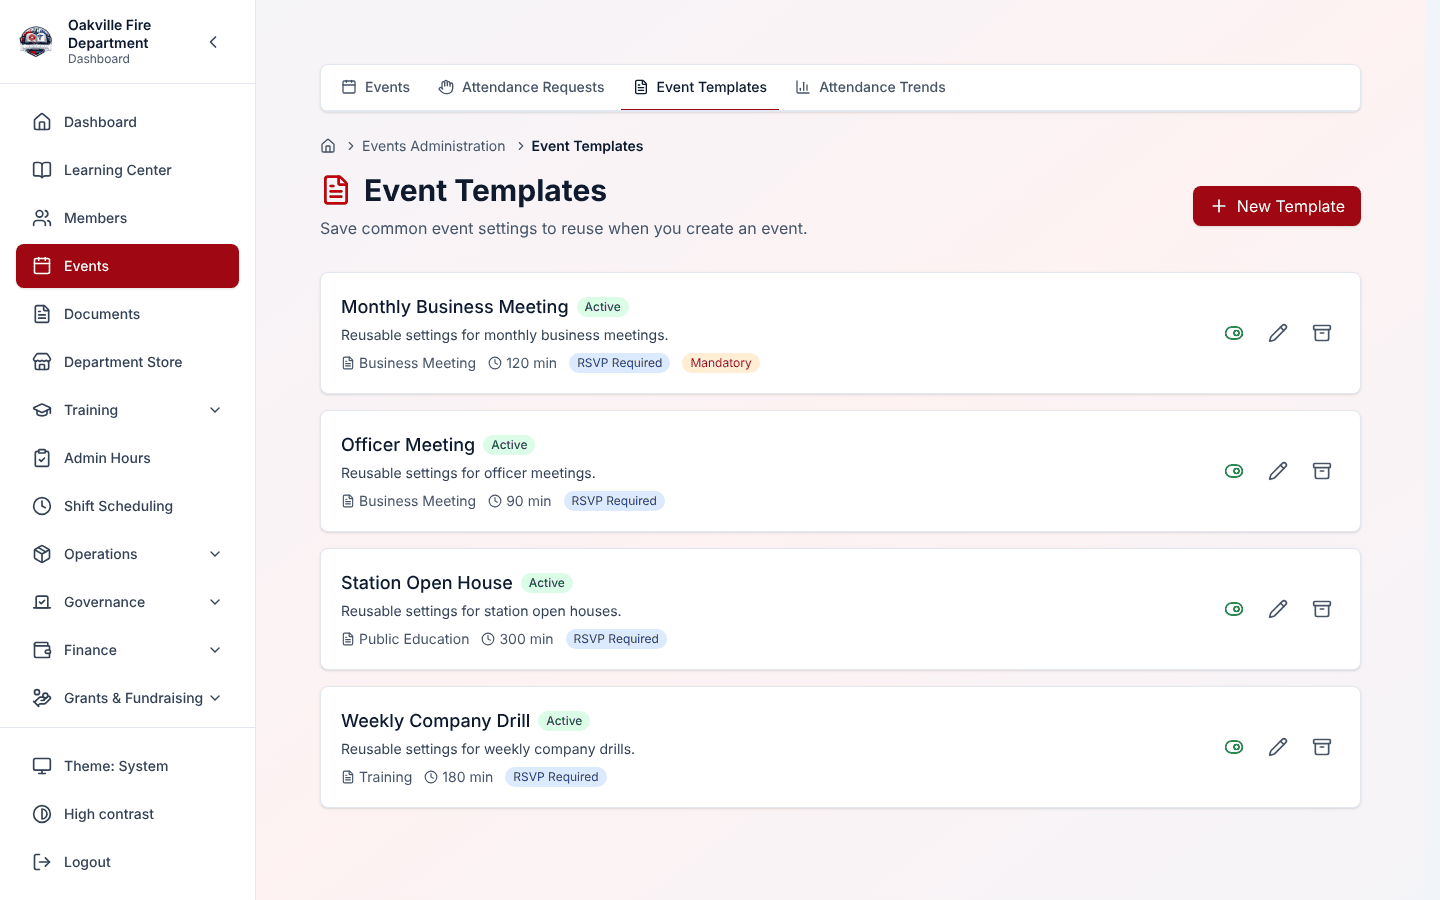 Oakville Fire
Department
Dashboard
Dashboard
Learning Center
Members
Events
Documents
Department Store
Training
Admin Hours
Shift Scheduling
Operations
Governance
Finance
Grants & Fundraising
Theme: System
High contrast
Logout
Events Attendance Requests Event Templates Attendance Trends
Events Administration Event Templates
Event Templates
Save common event settings to reuse when you create an event.
New Template
Monthly Business Meeting Active
Reusable settings for monthly business meetings.
Business Meeting 120 min RSVP Required Mandatory
Officer Meeting Active
Reusable settings for officer meetings.
Business Meeting 90 min RSVP Required
Station Open House Active
Reusable settings for station open houses.
Public Education 300 min RSVP Required
Weekly Company Drill Active
Reusable settings for weekly company drills.
Training 180 min RSVP Required